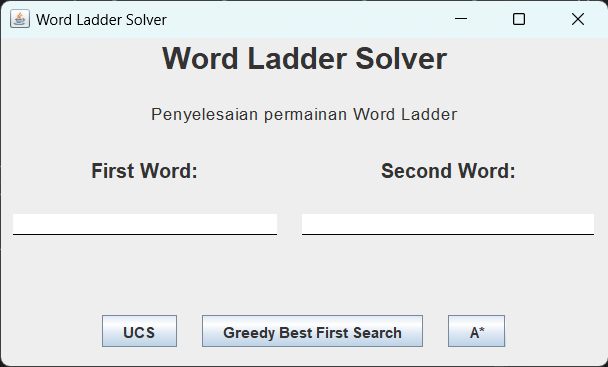 Word Ladder Solver
Word Ladder Solver
Penyelesaian permainan Word Ladder
First Word: Second Word:
UCS Greedy Best First Search A*